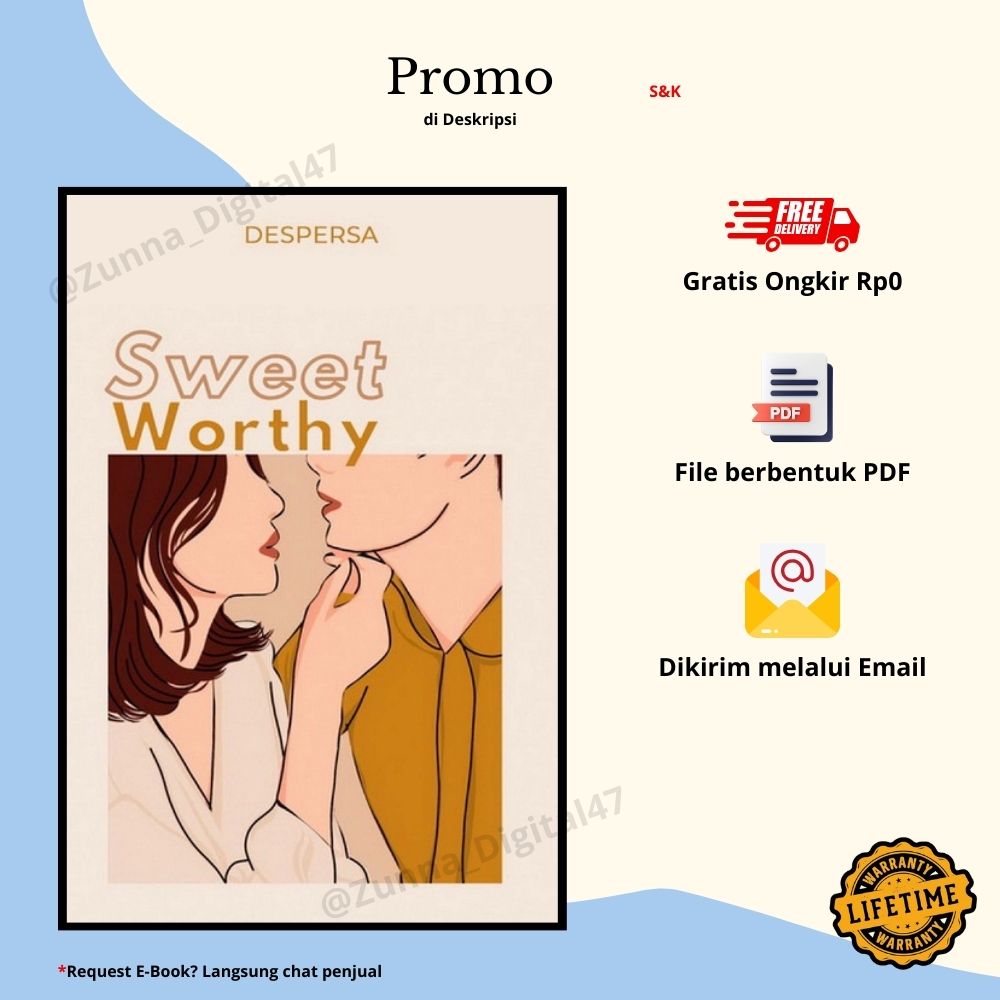 Promo
di Deskripsi
S&K
@Zunna_Digital47
DESPERSA
Sweet
Worthy
FREE
DELIVERY
Gratis Ongkir Rp0
PDF
File berbentuk PDF
@
Dikirim melalui Email
@Zunna_Digital47
WARRANTY
LIFETIME
WARRANTY
*Request E-Book? Langsung chat penjual